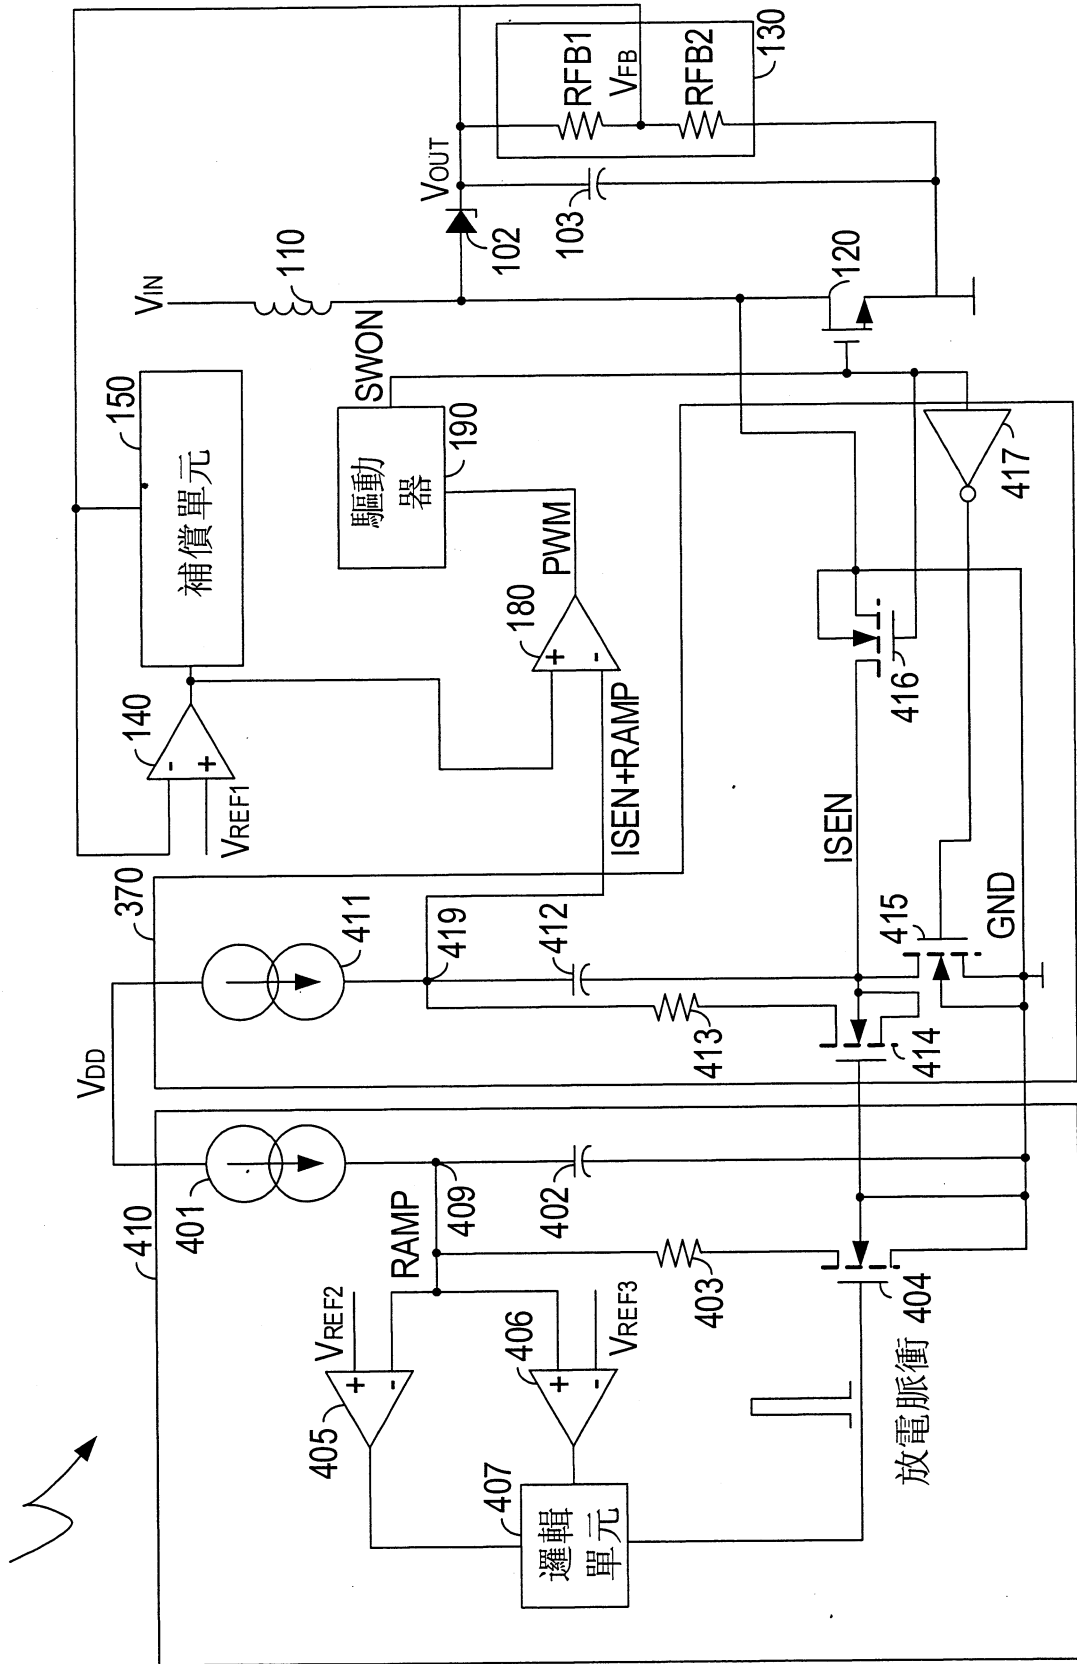 410
401
VDD
370
411
VREF1
140
補償單元
150
VIN
110
SWON
驅動器
190
VOUT
102
103
RFB1
VFB
RFB2
130
120
VREF2
405
RAMP
409
402
403
406
VREF3
407
邏輯單元
404
放電脈衝
419
412
413
414
415
GND
ISEN
ISEN+RAMP
180
PWM
416
417
+
-
+
-
+
-
-
+